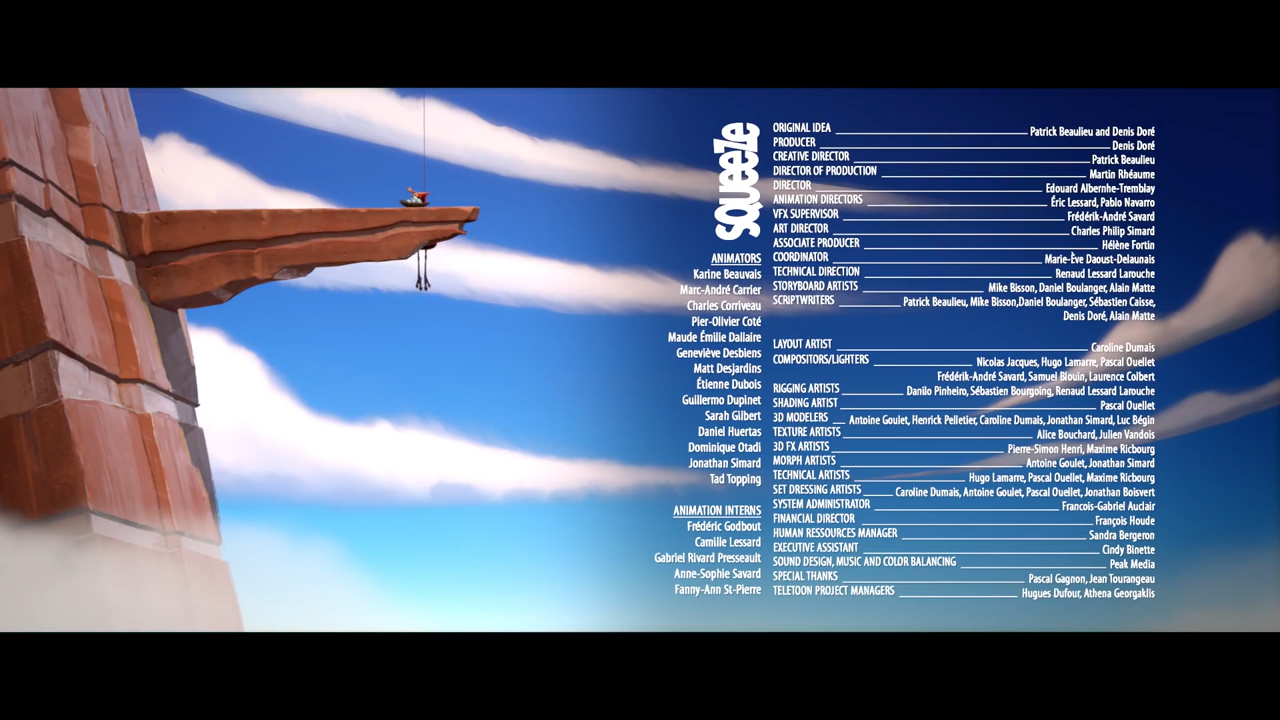 squeeze
ANIMATORS
Karine Beauvais
Marc-André Carrier
Charles Corriveau
Pier-Olivier Coté
Maude Émilie Dallaire
Geneviève Desbiens
Matt Desjardins
Étienne Dubois
Guillermo Dupinet
Sarah Gilbert
Daniel Huertas
Dominique Otadi
Jonathan Simard
Tad Topping
ANIMATION INTERNS
Frédéric Godbout
Camille Lessard
Gabriel Rivard Presseault
Anne-Sophie Savard
Fanny-Ann St-Pierre
ORIGINAL IDEA Patrick Beaulieu and Denis Doré
PRODUCER Denis Doré
CREATIVE DIRECTOR Patrick Beaulieu
DIRECTOR OF PRODUCTION Martin Rhéaume
DIRECTOR Edouard Albernhe-Tremblay
ANIMATION DIRECTORS Éric Lessard, Pablo Navarro
VFX SUPERVISOR Frédérik-André Savard
ART DIRECTOR Charles Philip Simard
ASSOCIATE PRODUCER Hélène Fortin
COORDINATOR Marie-Ève Daoust-Delaunais
TECHNICAL DIRECTION Renaud Lessard Larouche
STORYBOARD ARTISTS Mike Bisson, Daniel Boulanger, Alain Matte
SCRIPTWRITERS Patrick Beaulieu, Mike Bisson,Daniel Boulanger, Sébastien Caisse,
Denis Doré, Alain Matte
LAYOUT ARTIST Caroline Dumais
COMPOSITORS/LIGHTERS Nicolas Jacques, Hugo Lamarre, Pascal Ouellet
Frédérik-André Savard, Samuel Blouin, Laurence Colbert
RIGGING ARTISTS Danilo Pinheiro, Sébastien Bourgoing, Renaud Lessard Larouche
SHADING ARTIST Pascal Ouellet
3D MODELERS Antoine Goulet, Henrick Pelletier, Caroline Dumais, Jonathan Simard, Luc Bégin
TEXTURE ARTISTS Alice Bouchard, Julien Vandois
3D FX ARTISTS Pierre-Simon Henri, Maxime Ricbourg
MORPH ARTISTS Antoine Goulet, Jonathan Simard
TECHNICAL ARTISTS Hugo Lamarre, Pascal Ouellet, Maxime Ricbourg
SET DRESSING ARTISTS Caroline Dumais, Antoine Goulet, Pascal Ouellet, Jonathan Boisvert
SYSTEM ADMINISTRATOR Francois-Gabriel Auclair
FINANCIAL DIRECTOR François Houde
HUMAN RESSOURCES MANAGER Sandra Bergeron
EXECUTIVE ASSISTANT Cindy Binette
SOUND DESIGN, MUSIC AND COLOR BALANCING Peak Media
SPECIAL THANKS Pascal Gagnon, Jean Tourangeau
TELETOON PROJECT MANAGERS Hugues Dufour, Athena Georgaklis